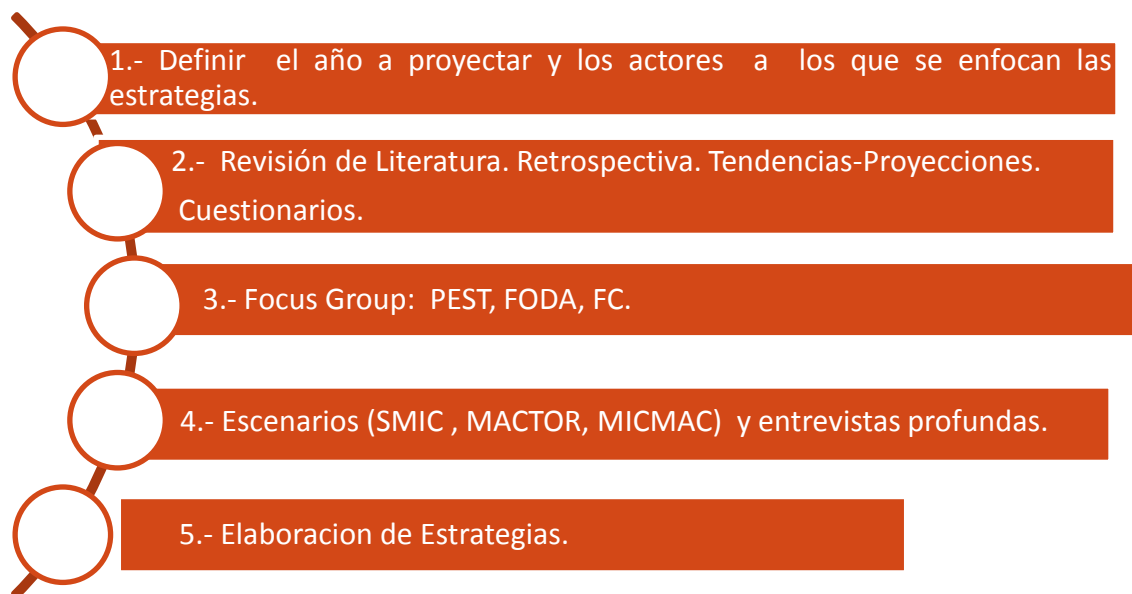 1.- Definir el año a proyectar y los actores a los que se enfocan las
estrategias.
2.- Revisión de Literatura. Retrospectiva. Tendencias-Proyecciones.
Cuestionarios.
3.- Focus Group: PEST, FODA, FC.
4.- Escenarios (SMIC , MACTOR, MICMAC) y entrevistas profundas.
5.- Elaboracion de Estrategias.